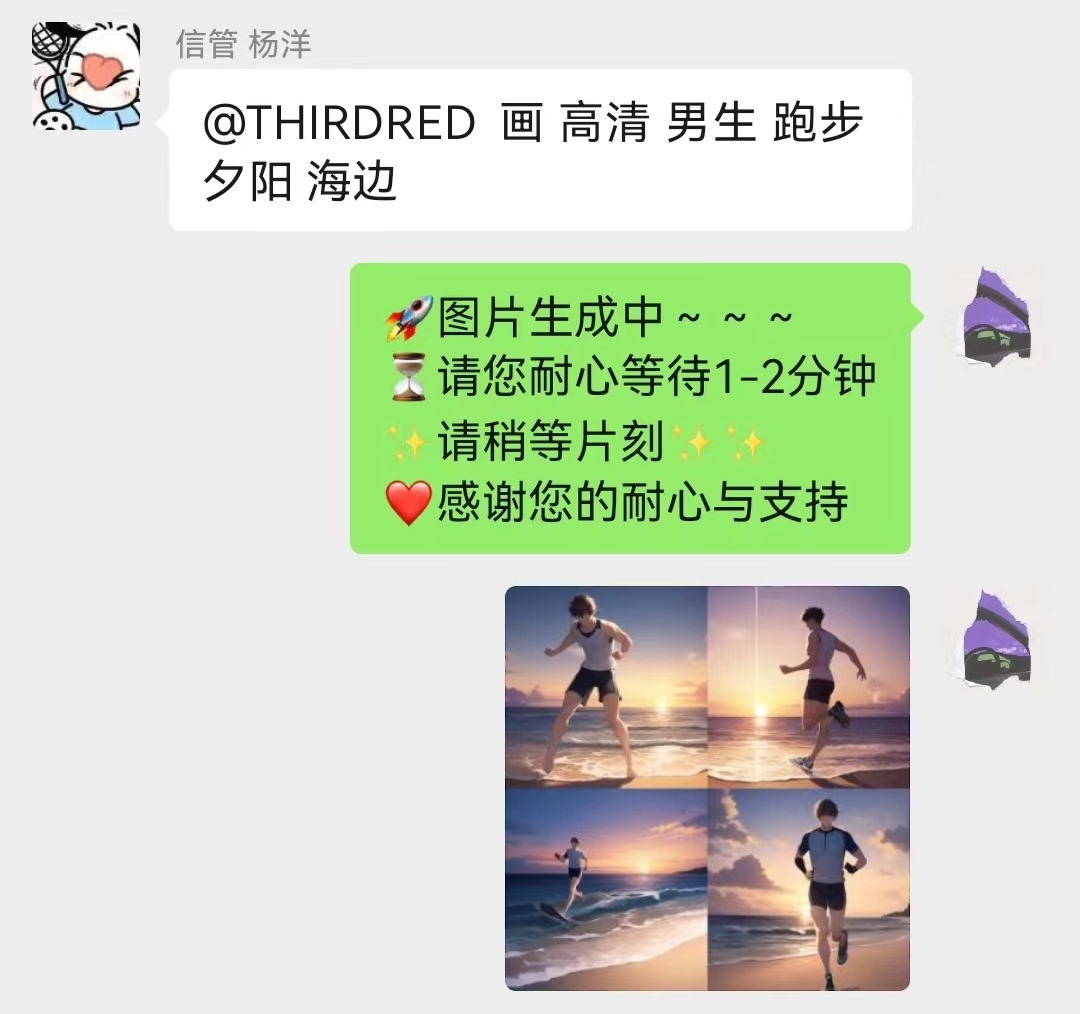 信管 杨洋
@THIRDRED 画 高清 男生 跑步
夕阳 海边
🚀图片生成中~ ~ ~
⏳请您耐心等待1-2分钟
✨请稍等片刻✨ ✨
❤️感谢您的耐心与支持